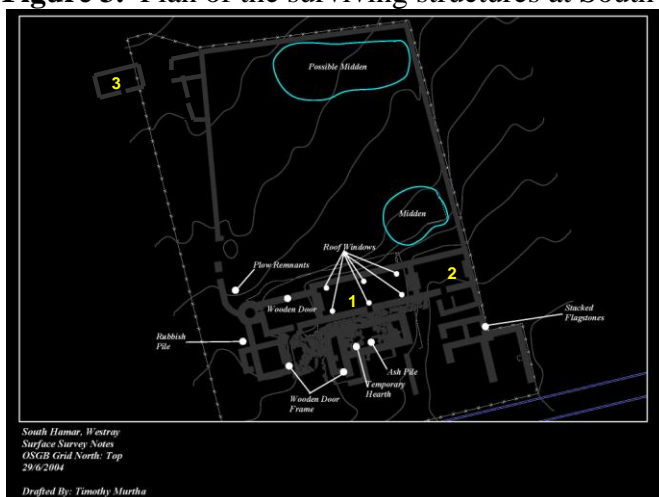 Figure 3. Plan of the surviving structures at South
Possible Midden
3
Midden
Roof Windows
Plow Remnants
2
Wooden Door
1
Stacked
Flagstones
Rubbish
Pile
Ash Pile
Temporary
Hearth
Wooden Door
Frame
South Hamar, Westray
Surface Survey Notes
OSGB Grid North: Top
29/6/2004
Drafted By: Timothy Murtha